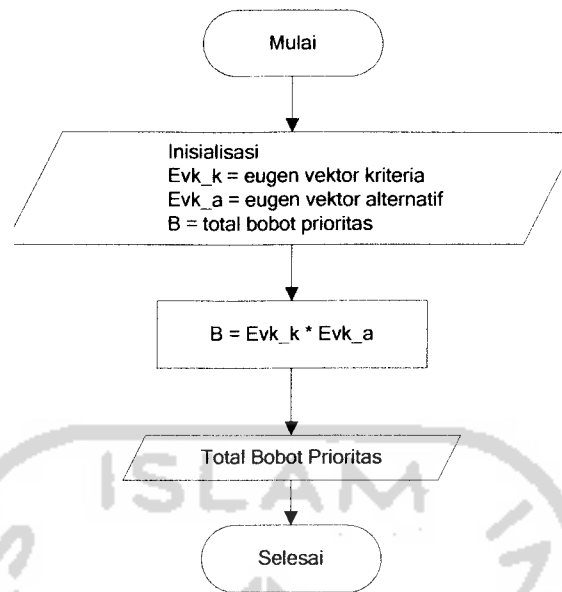 Mulai
Inisialisasi
Evk_k = eugen vektor kriteria
Evk_a = eugen vektor alternatif
B = total bobot prioritas
B = Evk_k * Evk_a
Total Bobot Prioritas
ISLAM
Selesai